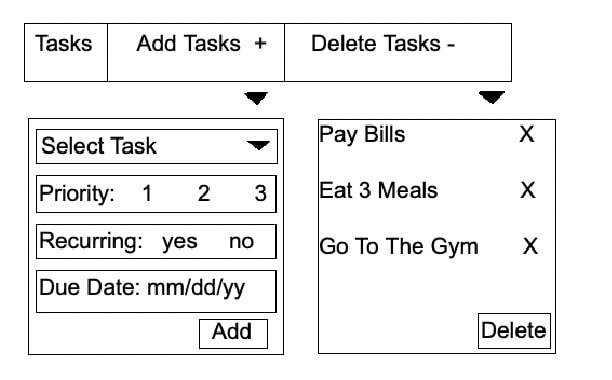 Tasks Add Tasks + Delete Tasks -
Select Task
Priority: 1 2 3
Recurring: yes no
Due Date: mm/dd/yy
Add
Pay Bills X
Eat 3 Meals X
Go To The Gym X
Delete